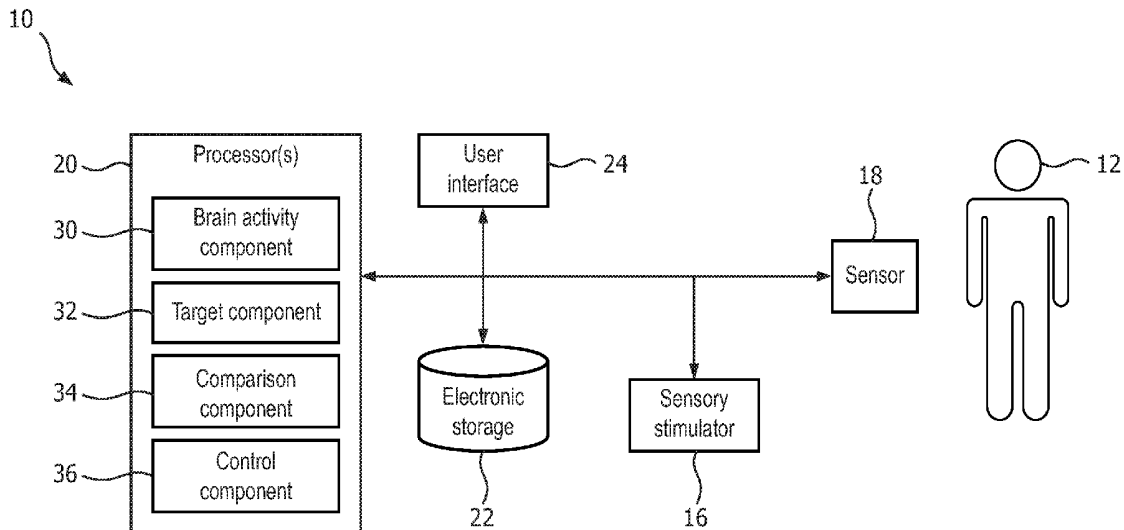 10
20
Processor(s)
User
interface
24
12
18
30
Brain activity
component
Sensor
32
Target component
34
Comparison
component
Electronic
storage
Sensory
stimulator
36
Control
component
22
16